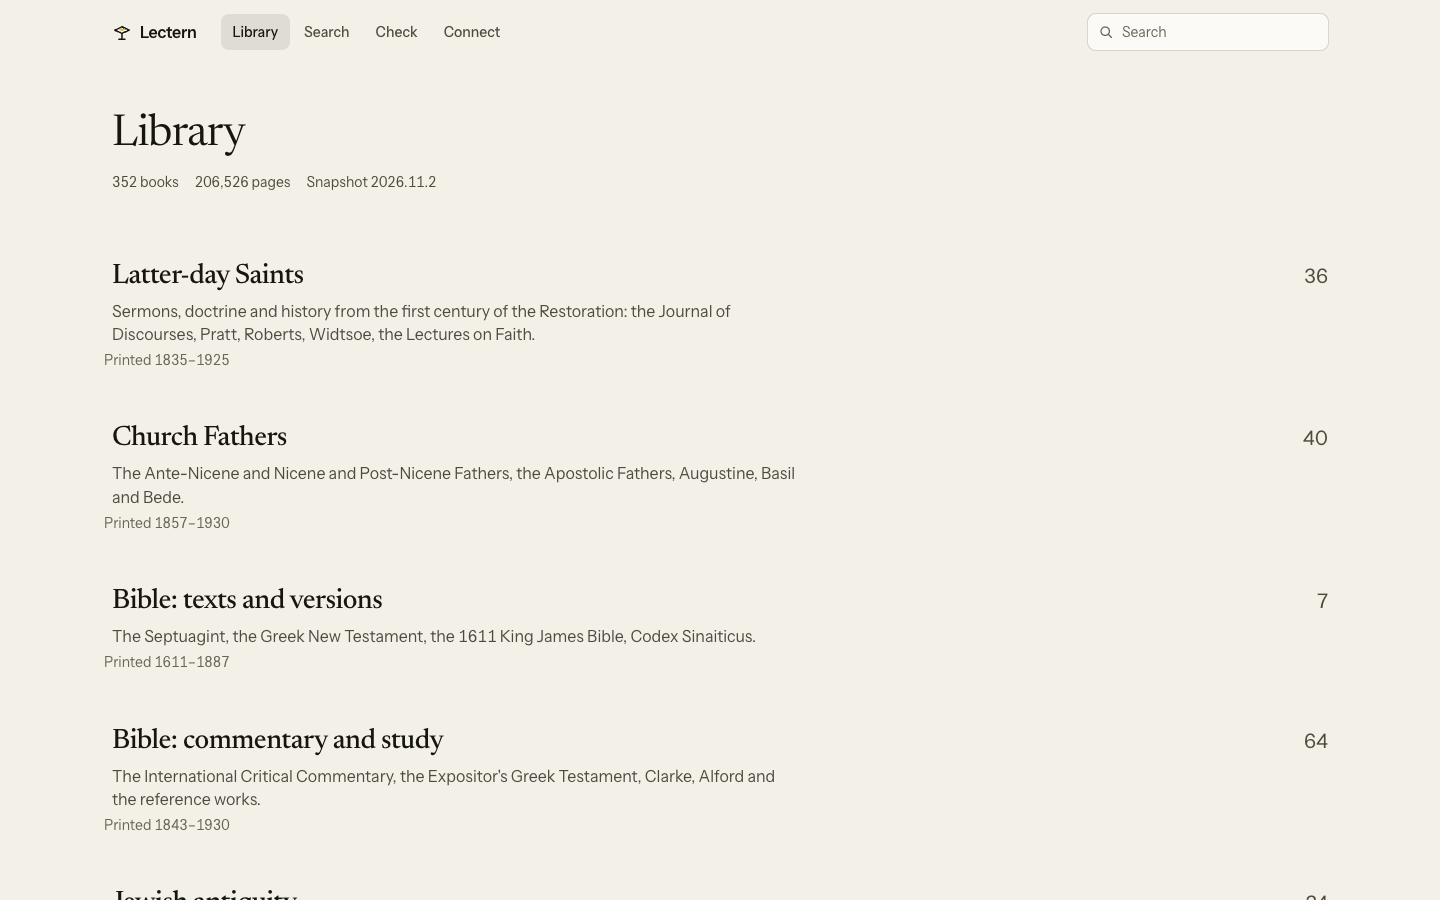 Lectern
Library
Search
Check
Connect
Search
Library
352 books
206,526 pages
Snapshot 2026.11.2
Latter-day Saints
36
Sermons, doctrine and history from the first century of the Restoration: the Journal of
Discourses, Pratt, Roberts, Widtsoe, the Lectures on Faith.
Printed 1835–1925
Church Fathers
40
The Ante-Nicene and Nicene and Post-Nicene Fathers, the Apostolic Fathers, Augustine, Basil
and Bede.
Printed 1857–1930
Bible: texts and versions
7
The Septuagint, the Greek New Testament, the 1611 King James Bible, Codex Sinaiticus.
Printed 1611–1887
Bible: commentary and study
64
The International Critical Commentary, the Expositor's Greek Testament, Clarke, Alford and
the reference works.
Printed 1843–1930
Jewish antiquity